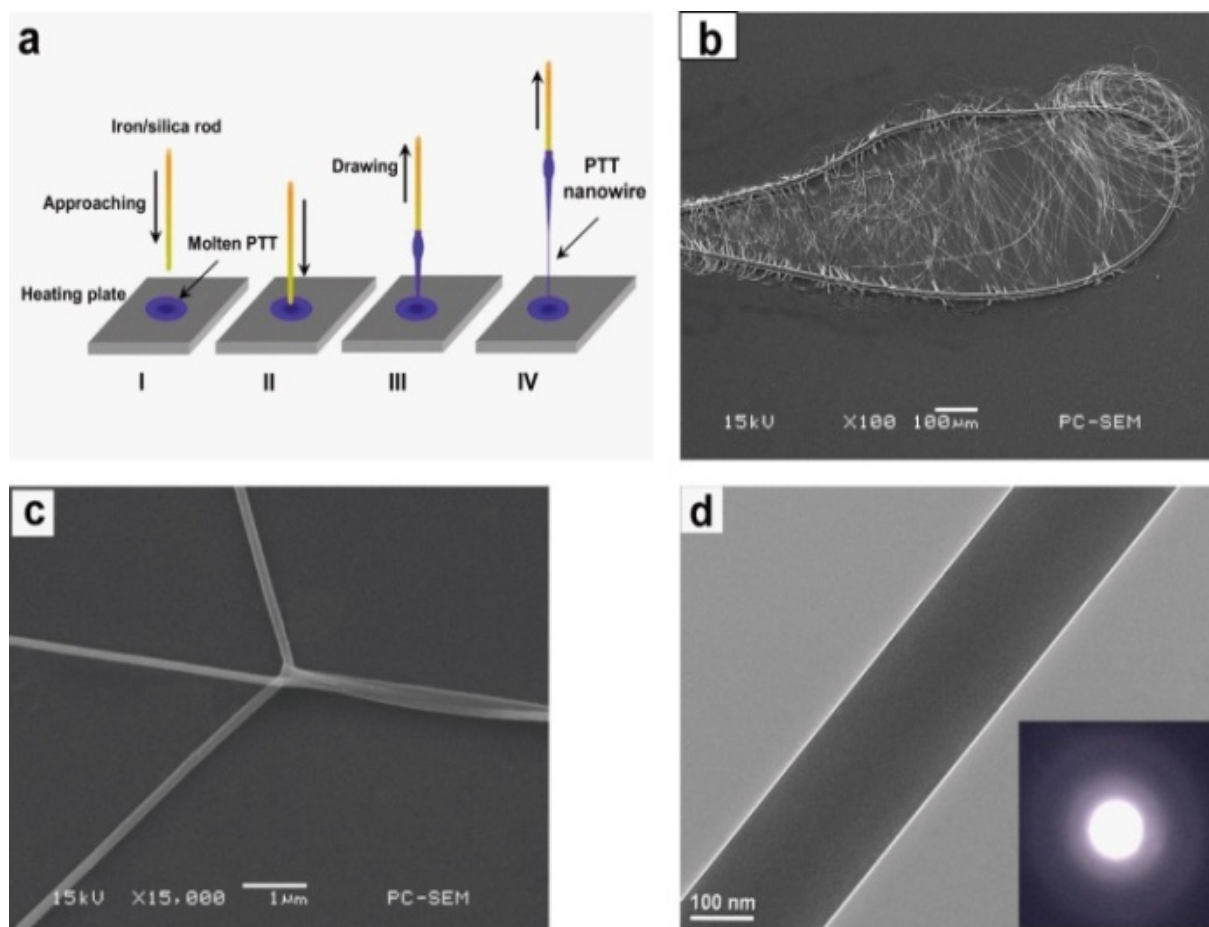 a
Iron/silica rod
Approaching
Molten PTT
Heating plate
Drawing
PTT
nanowire
I II III IV
b
15kV X100 100μm PC-SEM
c
15kV X15,000 1μm PC-SEM
d
100 nm